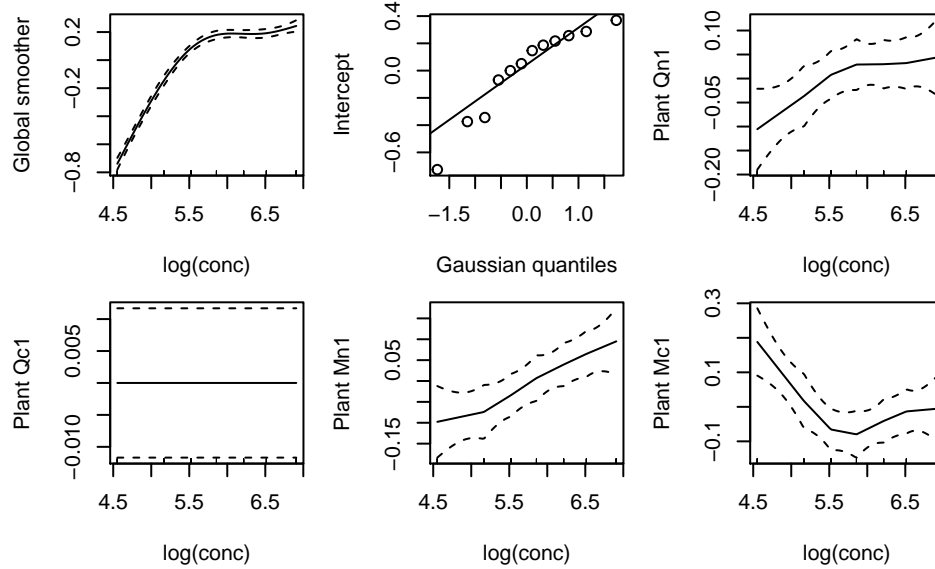 Global smoother
0.2
−0.2
−0.8
4.5 5.5 6.5
log(conc)
Intercept
0.4
0.0
−0.6
−1.5 0.0 1.0
Gaussian quantiles
Plant Qn1
0.10
−0.05
−0.20
4.5 5.5 6.5
log(conc)
Plant Qc1
0.005
−0.010
4.5 5.5 6.5
log(conc)
Plant Mn1
0.05
−0.15
4.5 5.5 6.5
log(conc)
Plant Mc1
0.3
0.1
−0.1
4.5 5.5 6.5
log(conc)